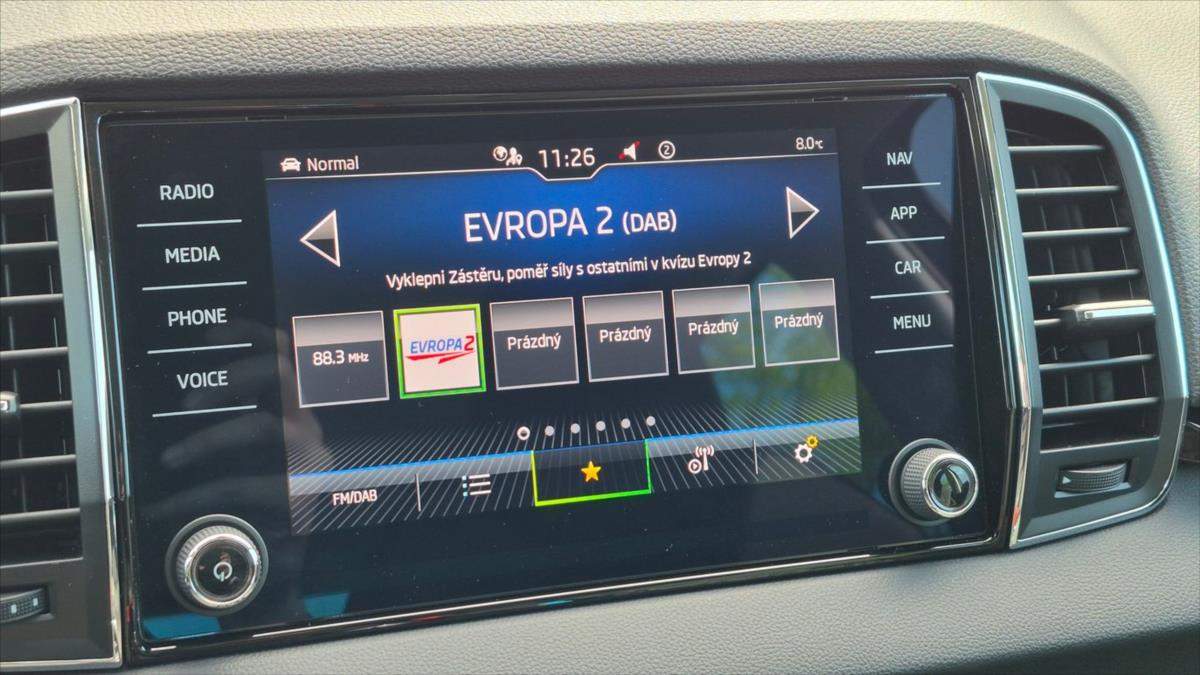 Normal
11:26
2
8.0°C
RADIO
MEDIA
PHONE
VOICE
EVROPA 2 (DAB)
Vyklepni Zástěru, poměř síly s ostatními v kvízu Evropy 2
88.3 MHz
EVROPA 2
Prázdný
Prázdný
Prázdný
Prázdný
FM/DAB
NAV
APP
CAR
MENU